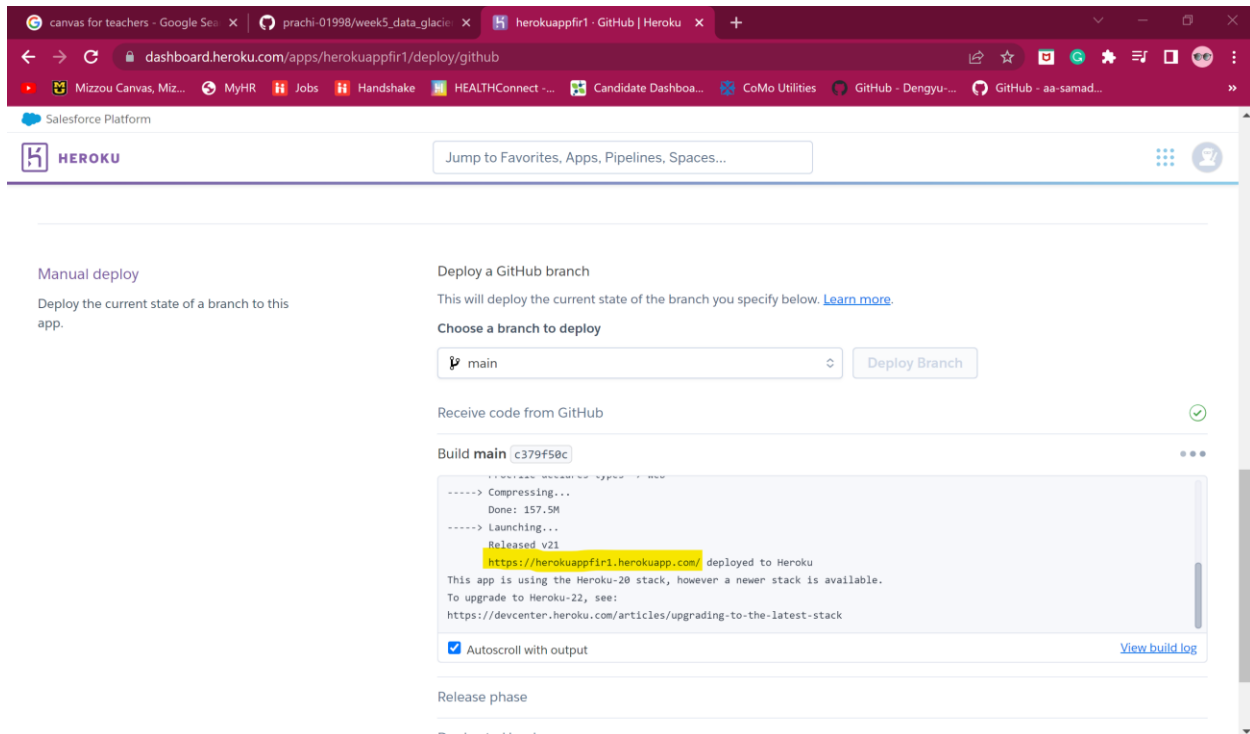 canvas for teachers - Google Sea
prachi-01998/week5_data_glacie
herokuappfir1 · GitHub | Heroku
dashboard.heroku.com/apps/herokuappfir1/deploy/github
Mizzou Canvas, Miz...
MyHR
Jobs
Handshake
HEALTHConnect -...
Candidate Dashboa...
CoMo Utilities
GitHub - Dengyu-...
GitHub - aa-samad...
»
Salesforce Platform
HEROKU
Jump to Favorites, Apps, Pipelines, Spaces...
Manual deploy
Deploy the current state of a branch to this
app.
Deploy a GitHub branch
This will deploy the current state of the branch you specify below. Learn more.
Choose a branch to deploy
main
Deploy Branch
Receive code from GitHub
Build main c379f50c
-----> Compressing...
Done: 157.5M
-----> Launching...
Released v21
https://herokuappfir1.herokuapp.com/ deployed to Heroku
This app is using the Heroku-20 stack, however a newer stack is available.
To upgrade to Heroku-22, see:
https://devcenter.heroku.com/articles/upgrading-to-the-latest-stack
Autoscroll with output
View build log
Release phase